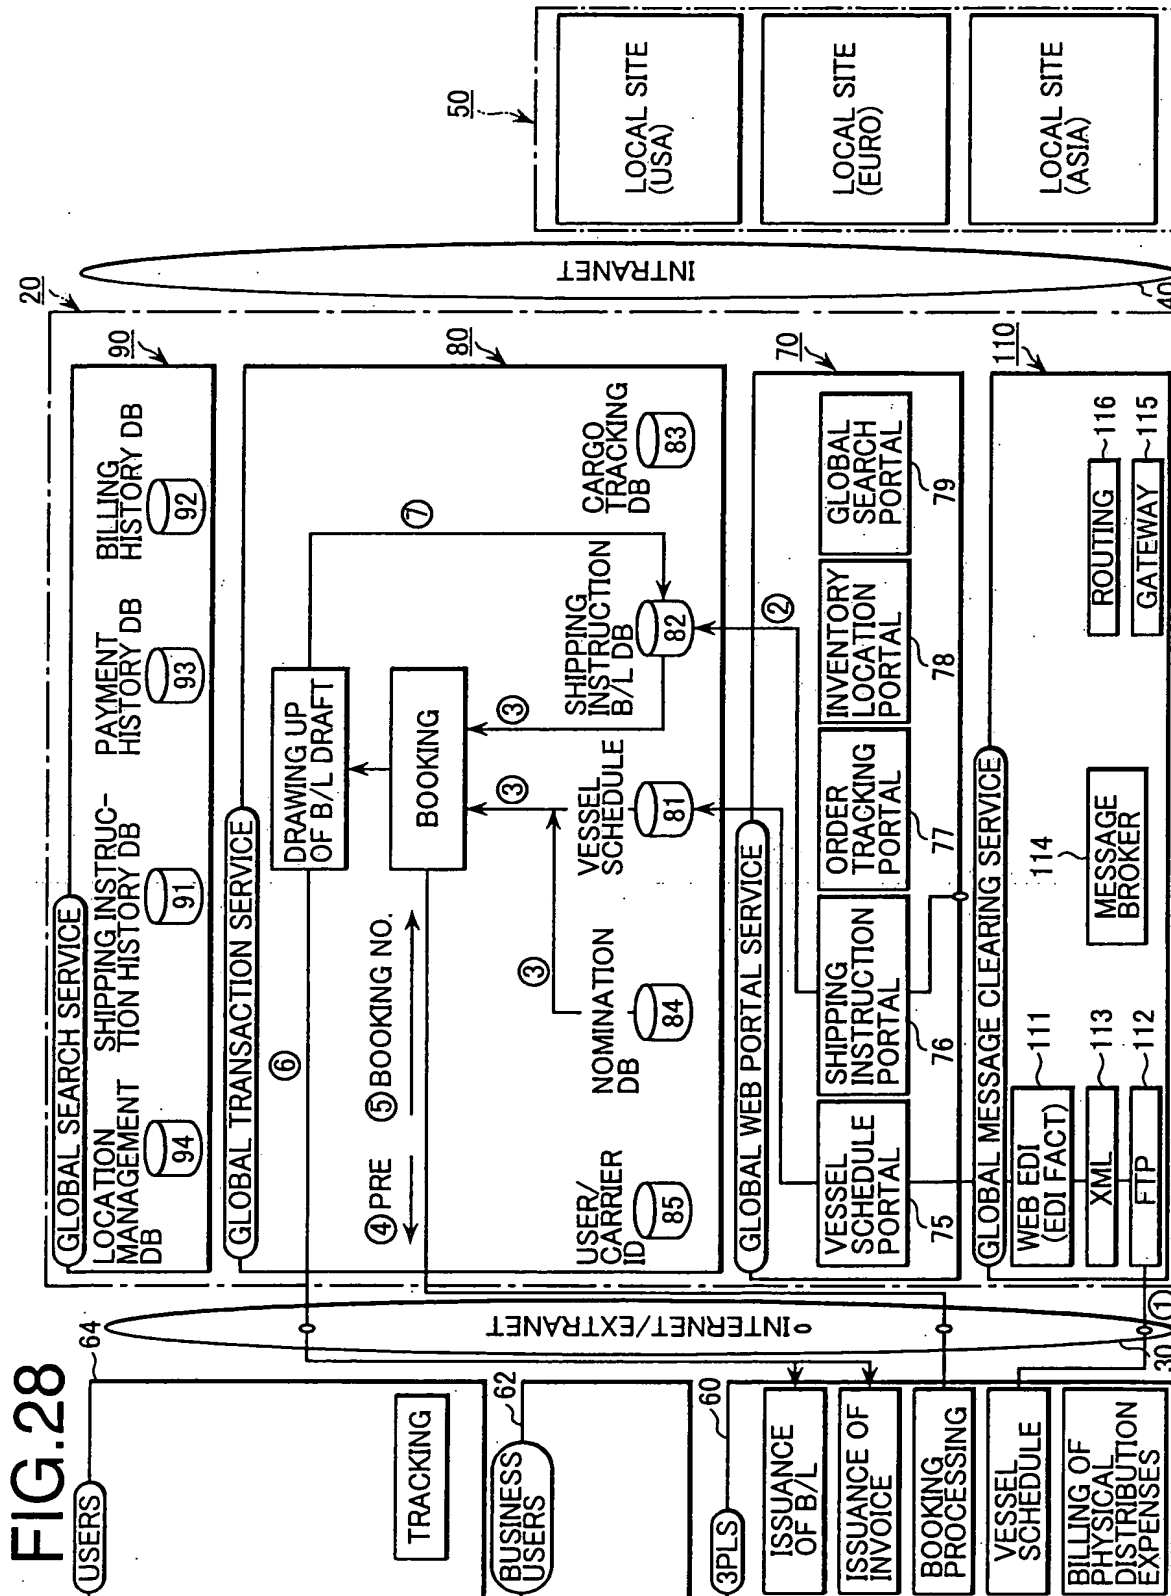 FIG.28
USERS
64
TRACKING
BUSINESS
USERS
62
3PLS
60
ISSUANCE
OF B/L
ISSUANCE OF
INVOICE
BOOKING
PROCESSING
VESSEL
SCHEDULE
BILLING OF
PHYSICAL
DISTRIBUTION
EXPENSES
INTERNET/EXTRANET
30
①
20
GLOBAL SEARCH SERVICE
90
LOCATION
MANAGEMENT
DB
94
SHIPPING INSTRUC-
TION HISTORY DB
91
PAYMENT
HISTORY DB
93
BILLING
HISTORY DB
92
GLOBAL TRANSACTION SERVICE
80
⑥
DRAWING UP
OF B/L DRAFT
⑦
④PRE
⑤BOOKING NO.
BOOKING
③
③
③
USER/
CARRIER
ID
85
NOMINATION
DB
84
VESSEL
SCHEDULE
81
SHIPPING
INSTRUCTION
B/L DB
82
CARGO
TRACKING
DB
83
GLOBAL WEB PORTAL SERVICE
70
②
VESSEL
SCHEDULE
PORTAL
75
SHIPPING
INSTRUCTION
PORTAL
76
ORDER
TRACKING
PORTAL
77
INVENTORY
LOCATION
PORTAL
78
GLOBAL
SEARCH
PORTAL
79
GLOBAL MESSAGE CLEARING SERVICE
110
WEB EDI
(EDI FACT)
111
XML
113
FTP
112
MESSAGE
BROKER
114
ROUTING
116
GATEWAY
115
INTRANET
40
50
LOCAL SITE
(USA)
LOCAL SITE
(EURO)
LOCAL SITE
(ASIA)